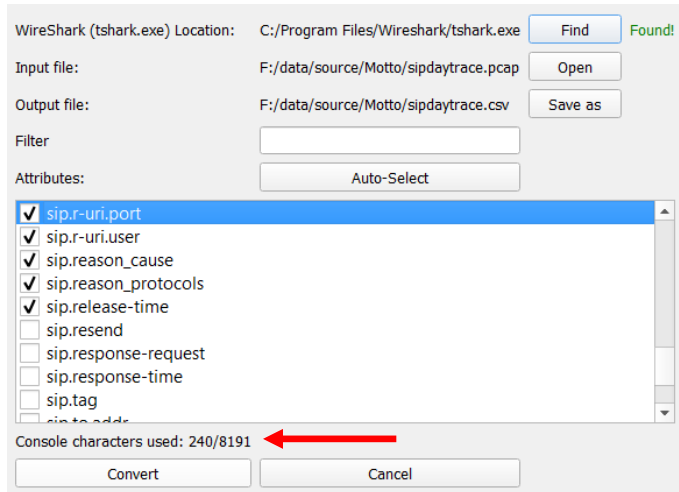 WireShark (tshark.exe) Location: C:/Program Files/Wireshark/tshark.exe Find Found!
Input file: F:/data/source/Motto/sipdaytrace.pcap Open
Output file: F:/data/source/Motto/sipdaytrace.csv Save as
Filter
Attributes: Auto-Select
sip.r-uri.port
sip.r-uri.user
sip.reason_cause
sip.reason_protocols
sip.release-time
sip.resend
sip.response-request
sip.response-time
sip.tag
sip.to.addr
Console characters used: 240/8191
Convert Cancel